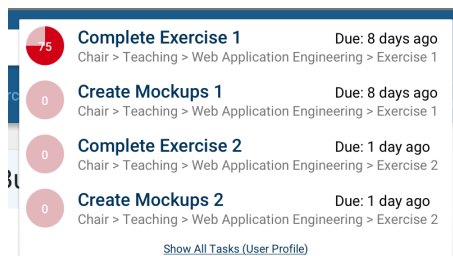 75
Complete Exercise 1
Due: 8 days ago
Chair > Teaching > Web Application Engineering > Exercise 1
0
Create Mockups 1
Due: 8 days ago
Chair > Teaching > Web Application Engineering > Exercise 1
0
Complete Exercise 2
Due: 1 day ago
Chair > Teaching > Web Application Engineering > Exercise 2
0
Create Mockups 2
Due: 1 day ago
Chair > Teaching > Web Application Engineering > Exercise 2
Show All Tasks (User Profile)